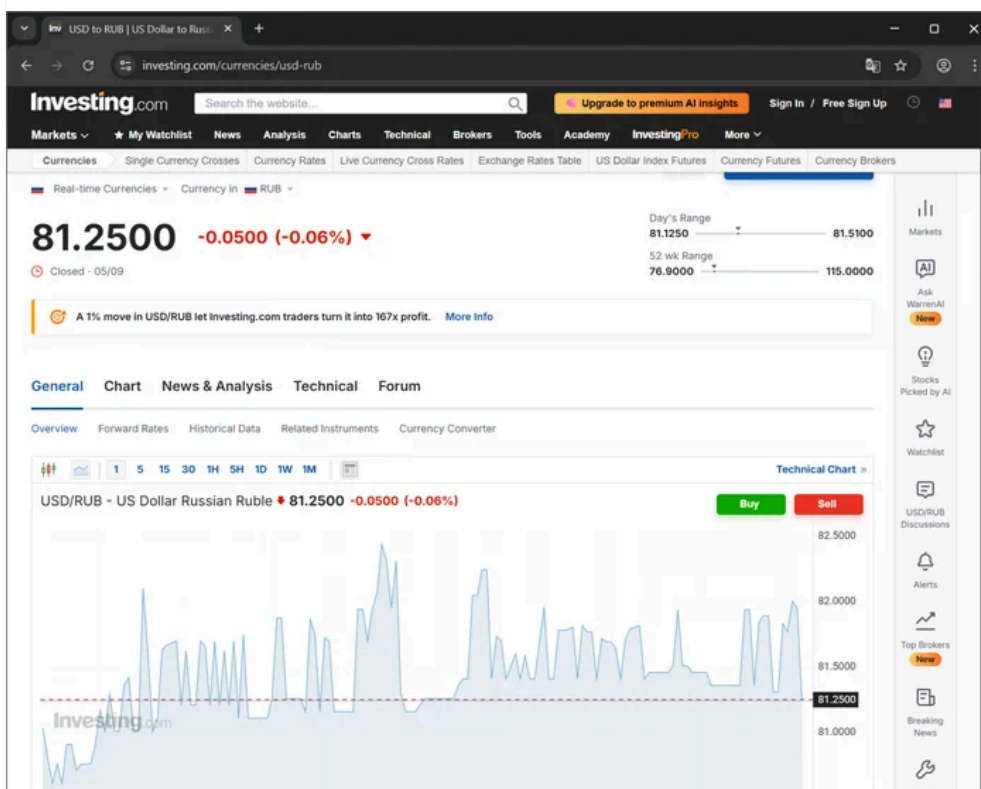 USD to RUB | US Dollar to Russ
investing.com/currencies/usd-rub
Investing.com
Search the website...
Upgrade to premium AI insights
Sign In / Free Sign Up
Markets
My Watchlist
News
Analysis
Charts
Technical
Brokers
Tools
Academy
InvestingPro
More
Currencies
Single Currency Crosses
Currency Rates
Live Currency Cross Rates
Exchange Rates Table
US Dollar Index Futures
Currency Futures
Currency Brokers
Real-time Currencies
Currency in RUB
81.2500 -0.0500 (-0.06%)
Closed · 05/09
Day's Range
81.1250 81.5100
52 wk Range
76.9000 115.0000
A 1% move in USD/RUB let Investing.com traders turn it into 167x profit. More Info
General
Chart
News & Analysis
Technical
Forum
Overview
Forward Rates
Historical Data
Related Instruments
Currency Converter
1 5 15 30 1H 5H 1D 1W 1M
Technical Chart »
USD/RUB - US Dollar Russian Ruble 81.2500 -0.0500 (-0.06%)
Buy
Sell
82.5000
82.0000
81.5000
81.2500
81.0000
Investing.com
Markets
AI
Ask
WarrenAI
New
Stocks
Picked by AI
Watchlist
USD/RUB
Discussions
Alerts
Top Brokers
New
Breaking
News